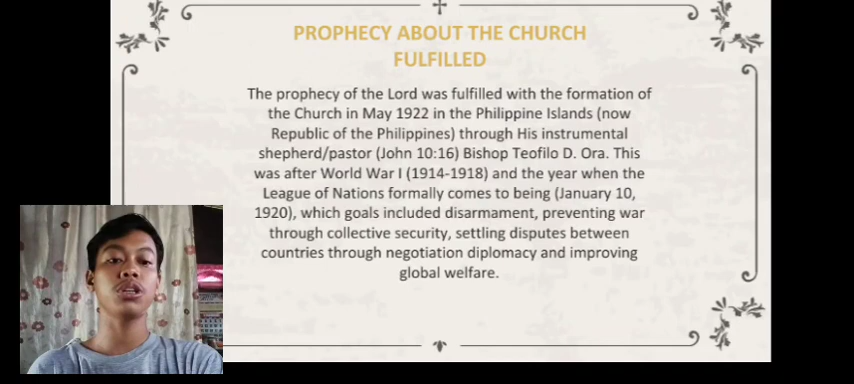 PROPHECY ABOUT THE CHURCH
FULFILLED
The prophecy of the Lord was fulfilled with the formation of
the Church in May 1922 in the Philippine Islands (now
Republic of the Philippines) through His instrumental
shepherd/pastor (John 10:16) Bishop Teofilo D. Ora. This
was after World War I (1914-1918) and the year when the
League of Nations formally comes to being (January 10,
1920), which goals included disarmament, preventing war
through collective security, settling disputes between
countries through negotiation diplomacy and improving
global welfare.